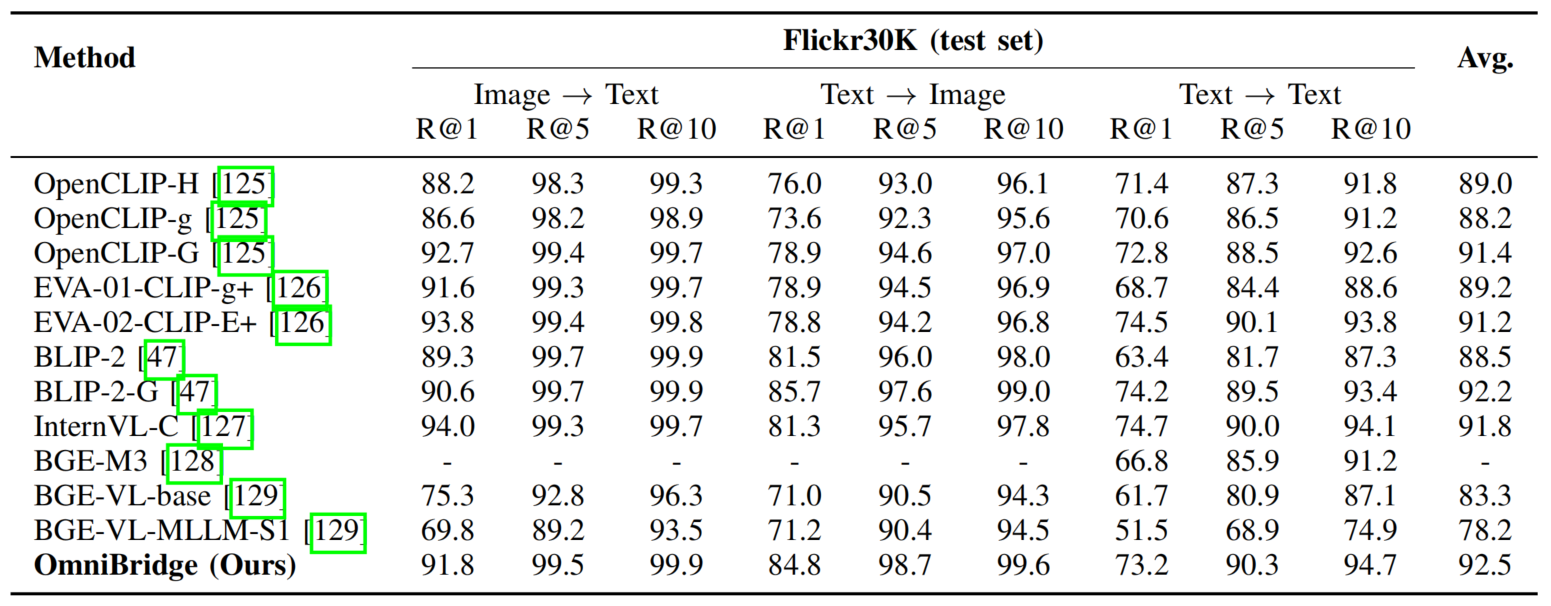 Method Flickr30K (test set) Avg.
Image → Text Text → Image Text → Text
R@1 R@5 R@10 R@1 R@5 R@10 R@1 R@5 R@10
OpenCLIP-H [125] 88.2 98.3 99.3 76.0 93.0 96.1 71.4 87.3 91.8 89.0
OpenCLIP-g [125] 86.6 98.2 98.9 73.6 92.3 95.6 70.6 86.5 91.2 88.2
OpenCLIP-G [125] 92.7 99.4 99.7 78.9 94.6 97.0 72.8 88.5 92.6 91.4
EVA-01-CLIP-g+ [126] 91.6 99.3 99.7 78.9 94.5 96.9 68.7 84.4 88.6 89.2
EVA-02-CLIP-E+ [126] 93.8 99.4 99.8 78.8 94.2 96.8 74.5 90.1 93.8 91.2
BLIP-2 [47] 89.3 99.7 99.9 81.5 96.0 98.0 63.4 81.7 87.3 88.5
BLIP-2-G [47] 90.6 99.7 99.9 85.7 97.6 99.0 74.2 89.5 93.4 92.2
InternVL-C [127] 94.0 99.3 99.7 81.3 95.7 97.8 74.7 90.0 94.1 91.8
BGE-M3 [128] - - - - - - 66.8 85.9 91.2 -
BGE-VL-base [129] 75.3 92.8 96.3 71.0 90.5 94.3 61.7 80.9 87.1 83.3
BGE-VL-MLLM-S1 [129] 69.8 89.2 93.5 71.2 90.4 94.5 51.5 68.9 74.9 78.2
OmniBridge (Ours) 91.8 99.5 99.9 84.8 98.7 99.6 73.2 90.3 94.7 92.5